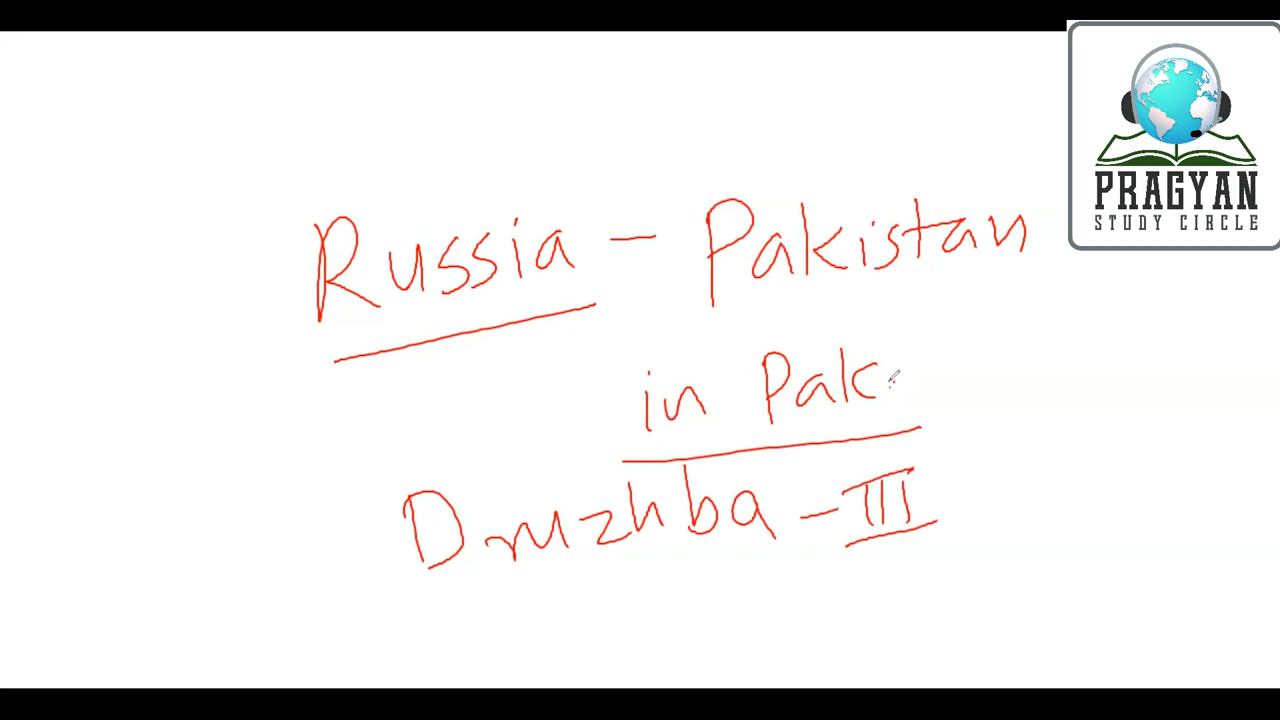 PRAGYAN
STUDY CIRCLE
Russia - Pakistan
in Pak
Druzhba - III